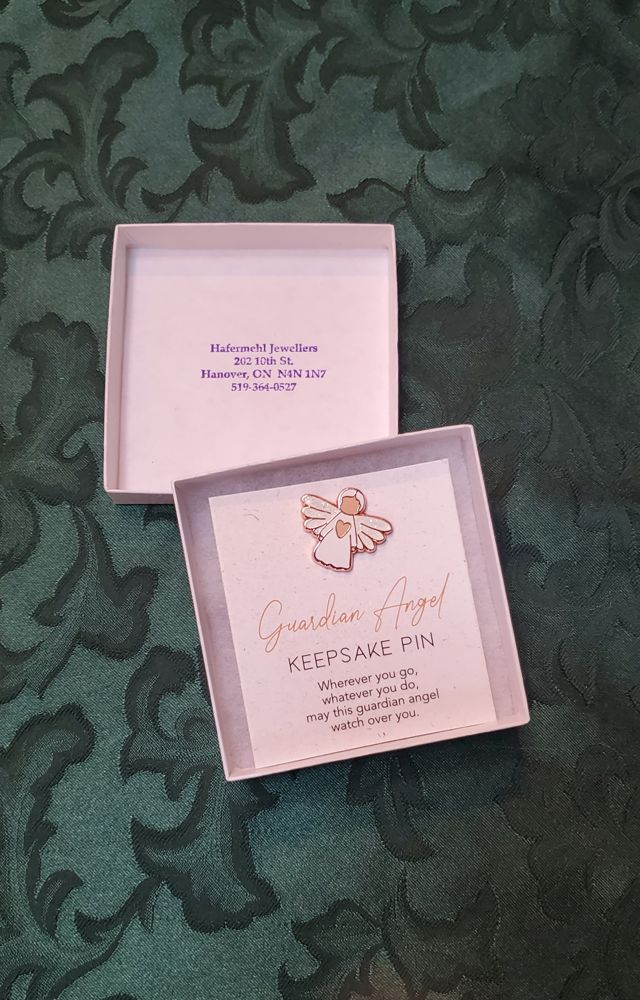 Hafermehl Jewellers
202 10th St.
Hanover, ON N4N 1N7
519-364-0527
Guardian Angel
KEEPSAKE PIN
Wherever you go,
whatever you do,
may this guardian angel
watch over you.